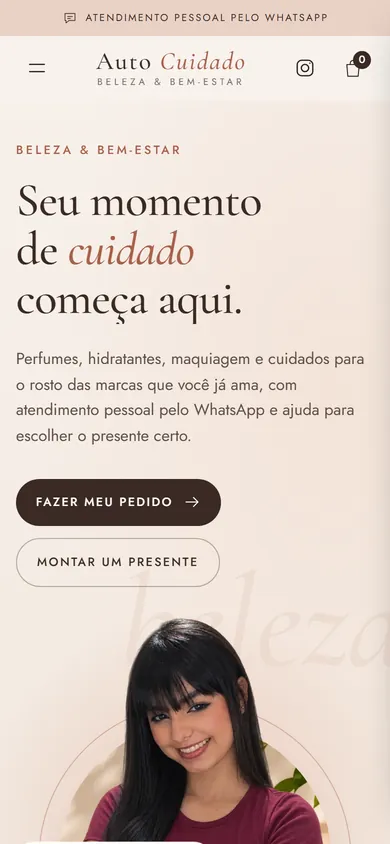 ATENDIMENTO PESSOAL PELO WHATSAPP
Auto Cuidado
BELEZA & BEM-ESTAR
0
BELEZA & BEM-ESTAR
Seu momento
de cuidado
começa aqui.
Perfumes, hidratantes, maquiagem e cuidados para
o rosto das marcas que você já ama, com
atendimento pessoal pelo WhatsApp e ajuda para
escolher o presente certo.
FAZER MEU PEDIDO
MONTAR UM PRESENTE
beleza